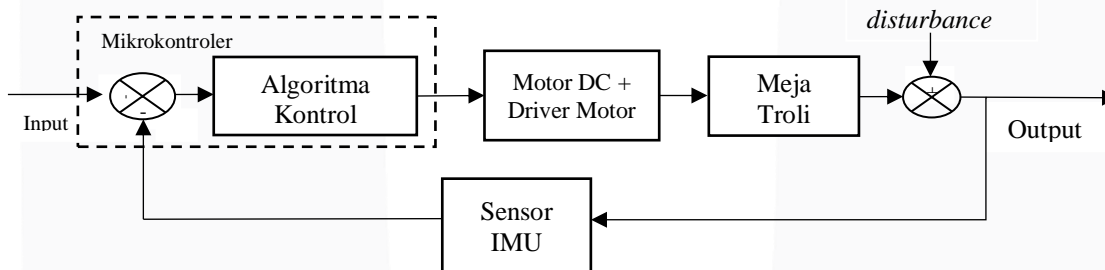 disturbance
Mikrokontroler
Algoritma
Kontrol
Motor DC +
Driver Motor
Meja
Troli
+
-
Input
Output
Sensor
IMU